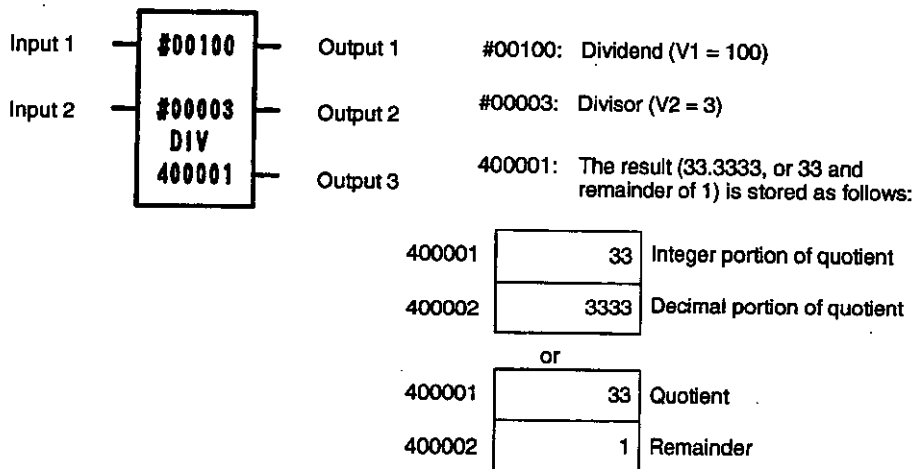 Input 1 #00100 Output 1 #00100: Dividend (V1 = 100)
Input 2 #00003 Output 2 #00003: Divisor (V2 = 3)
DIV
400001 Output 3 400001: The result (33.3333, or 33 and
remainder of 1) is stored as follows:
400001 33 Integer portion of quotient
400002 3333 Decimal portion of quotient
or
400001 33 Quotient
400002 1 Remainder